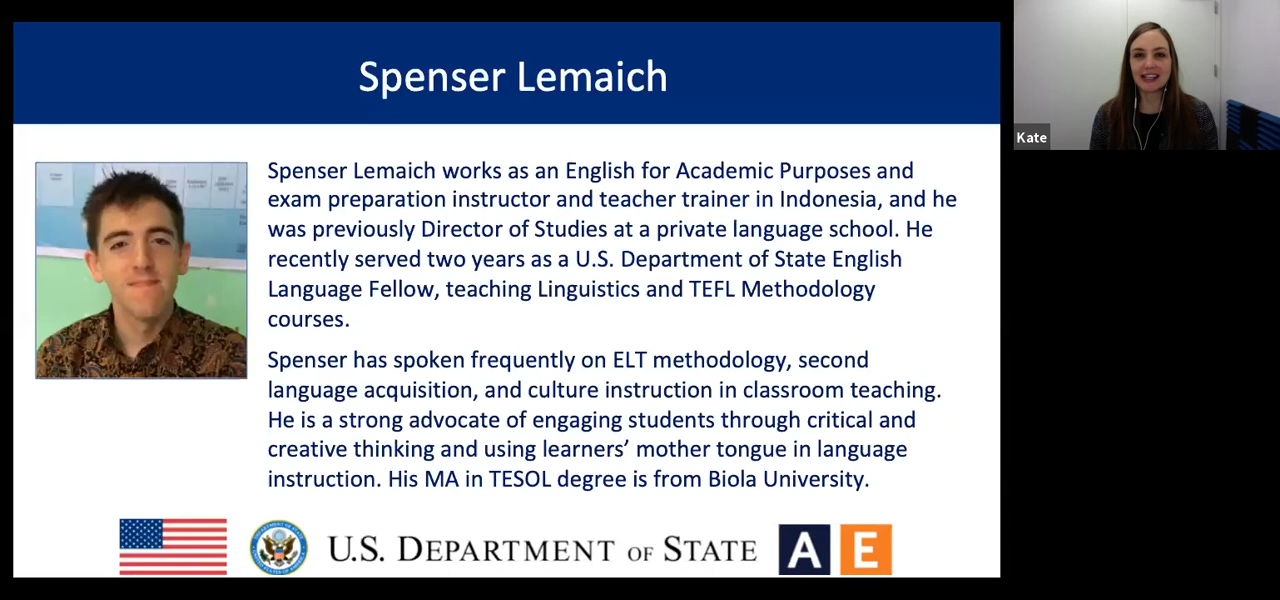 Spenser Lemaich
Kate
Spenser Lemaich works as an English for Academic Purposes and
exam preparation instructor and teacher trainer in Indonesia, and he
was previously Director of Studies at a private language school. He
recently served two years as a U.S. Department of State English
Language Fellow, teaching Linguistics and TEFL Methodology
courses.
Spenser has spoken frequently on ELT methodology, second
language acquisition, and culture instruction in classroom teaching.
He is a strong advocate of engaging students through critical and
creative thinking and using learners’ mother tongue in language
instruction. His MA in TESOL degree is from Biola University.
U.S. DEPARTMENT OF STATE
A E